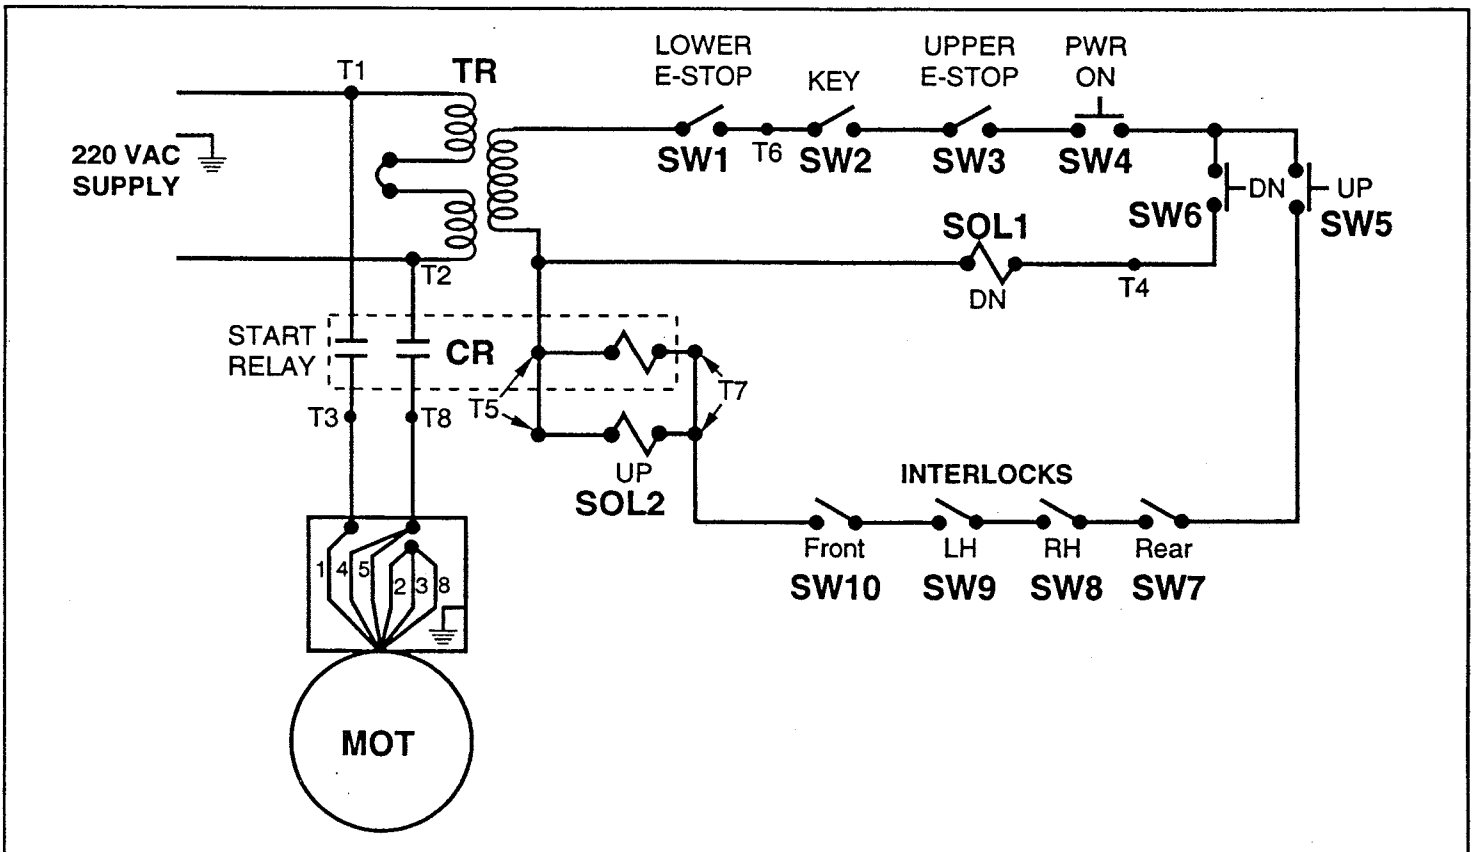 LOWER
E-STOP
KEY
UPPER
E-STOP
PWR
ON
T1
TR
SW1
T6
SW2
SW3
SW4
220 VAC
SUPPLY
DN
UP
SW6
SW5
SOL1
T2
DN
T4
START
RELAY
CR
T3
T8
T5
T7
UP
SOL2
INTERLOCKS
Front
LH
RH
Rear
SW10
SW9
SW8
SW7
1
4
5
2
3
8
MOT